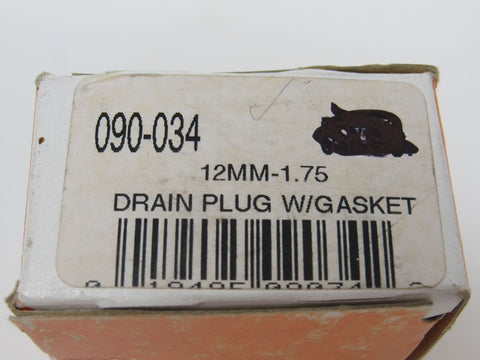 090-034
12MM-1.75
DRAIN PLUG W/GASKET